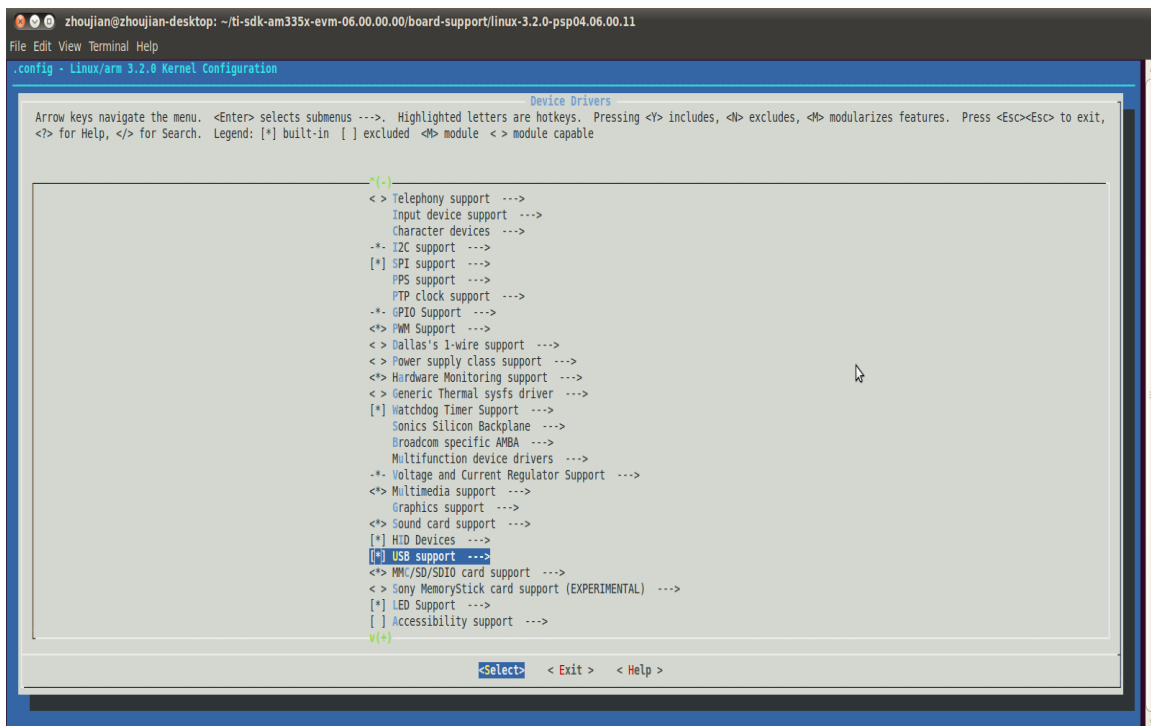 zhoujian@zhoujian-desktop: ~/ti-sdk-am335x-evm-06.00.00.00/board-support/linux-3.2.0-psp04.06.00.11
File Edit View Terminal Help
.config - Linux/arm 3.2.0 Kernel Configuration
Device Drivers
Arrow keys navigate the menu.  <Enter> selects submenus --->.  Highlighted letters are hotkeys.  Pressing <Y> includes, <N> excludes, <M> modularizes features.  Press <Esc><Esc> to exit,
<?> for Help, </> for Search.  Legend: [*] built-in  [ ] excluded  <M> module  < > module capable
^(-)
< > Telephony support  --->
Input device support  --->
Character devices  --->
-*- I2C support  --->
[*] SPI support  --->
PPS support  --->
PTP clock support  --->
-*- GPIO Support  --->
<*> PWM Support  --->
< > Dallas's 1-wire support  --->
< > Power supply class support  --->
<*> Hardware Monitoring support  --->
< > Generic Thermal sysfs driver  --->
[*] Watchdog Timer Support  --->
Sonics Silicon Backplane  --->
Broadcom specific AMBA  --->
Multifunction device drivers  --->
-*- Voltage and Current Regulator Support  --->
<*> Multimedia support  --->
Graphics support  --->
<*> Sound card support  --->
[*] HID Devices  --->
[*] USB support  --->
<*> MMC/SD/SDIO card support  --->
< > Sony MemoryStick card support (EXPERIMENTAL)  --->
[*] LED Support  --->
[ ] Accessibility support  --->
v(+)
<Select>    < Exit >    < Help >